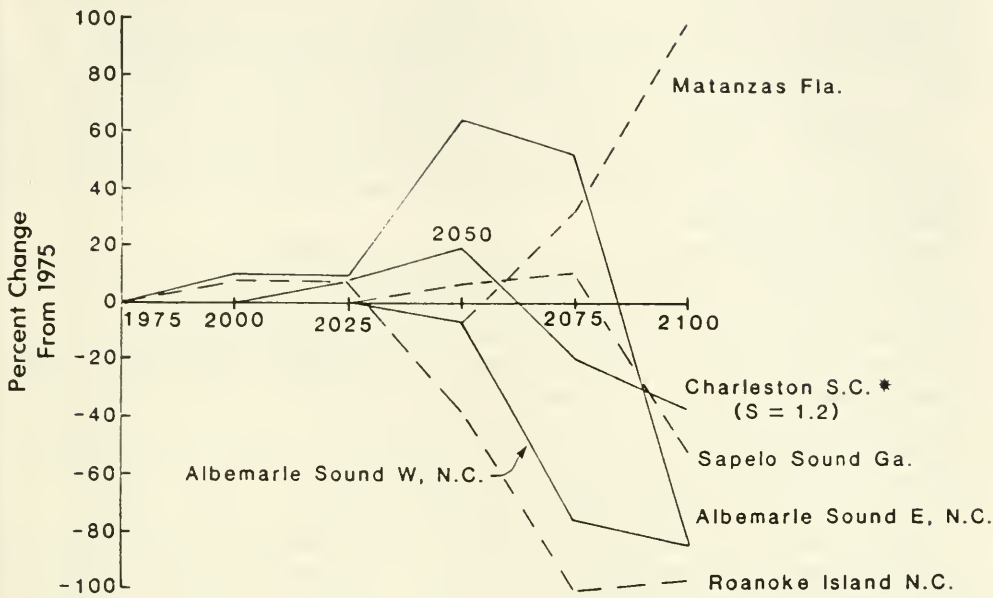 100
80
60
40
20
0
-20
-40
-60
-80
-100
Percent Change
From 1975
1975
2000
2025
2050
2075
2100
Matanzas Fla.
Charleston S.C. *
(S = 1.2)
Sapelo Sound Ga.
Albemarle Sound W, N.C.
Albemarle Sound E, N.C.
Roanoke Island N.C.